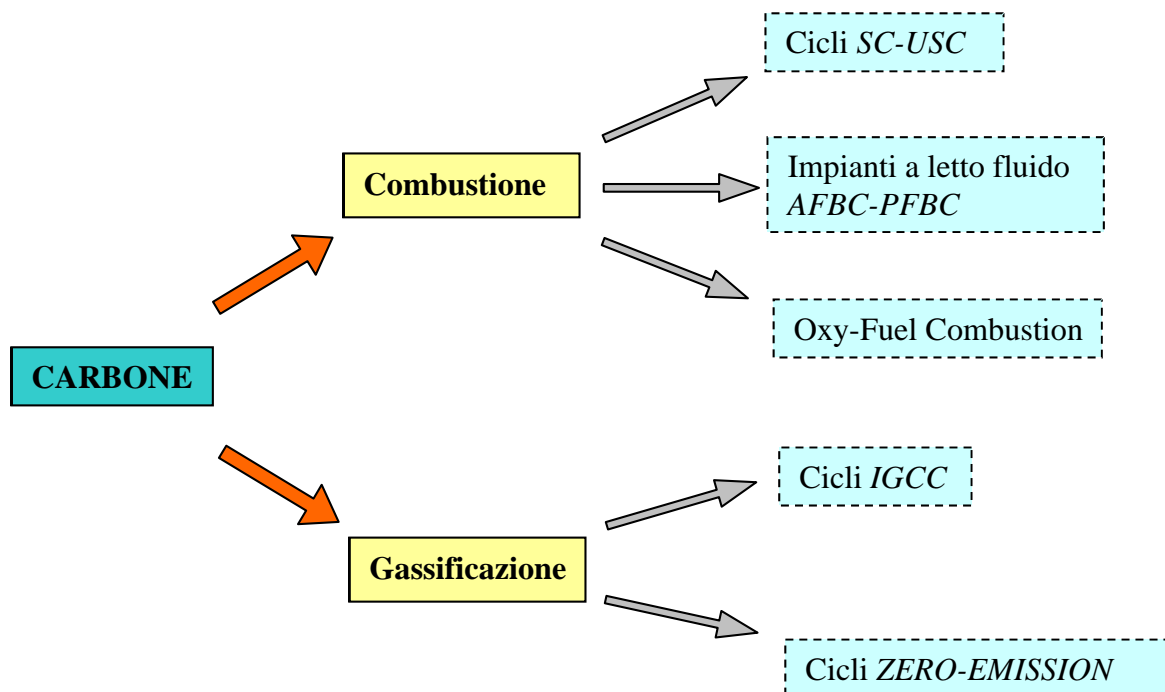 Cicli SC-USC
Combustione
Impianti a letto fluido
AFBC-PFBC
Oxy-Fuel Combustion
CARBONE
Cicli IGCC
Gassificazione
Cicli ZERO-EMISSION